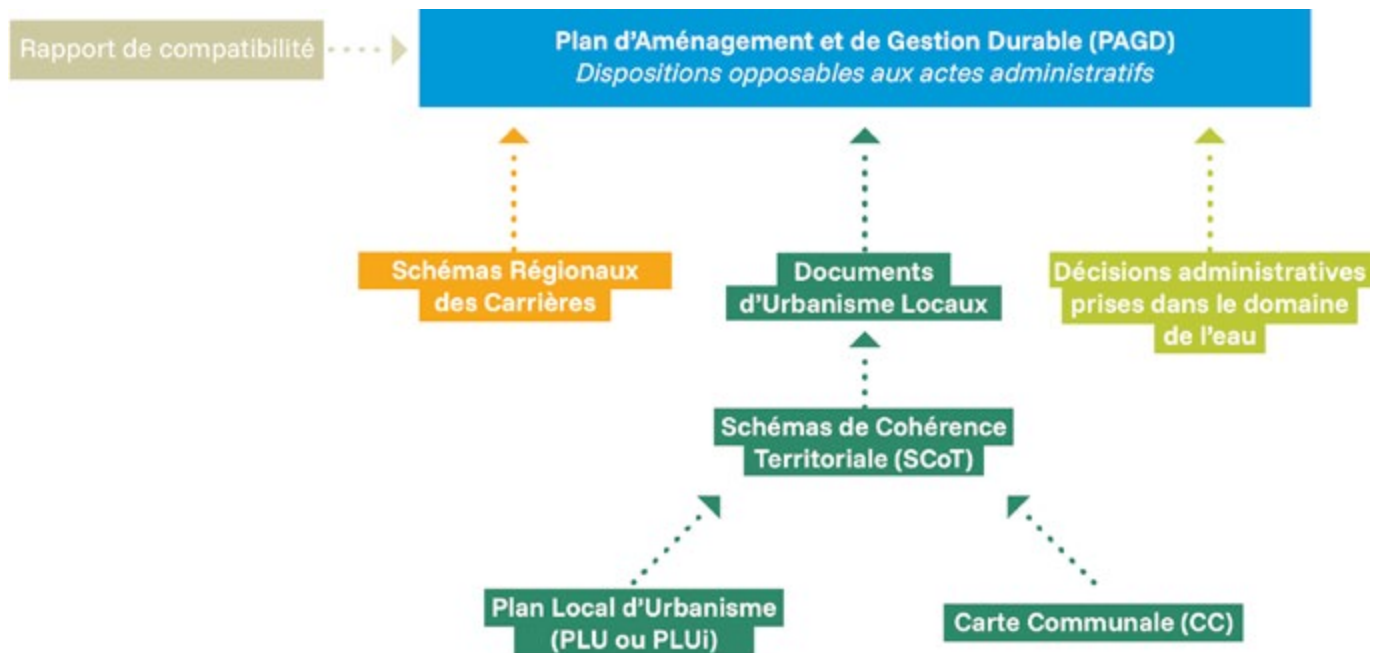 Rapport de compatibilité
Plan d’Aménagement et de Gestion Durable (PAGD)
Dispositions opposables aux actes administratifs
Schémas Régionaux
des Carrières
Documents
d’Urbanisme Locaux
Décisions administratives
prises dans le domaine
de l’eau
Schémas de Cohérence
Territoriale (SCoT)
Plan Local d’Urbanisme
(PLU ou PLUi)
Carte Communale (CC)